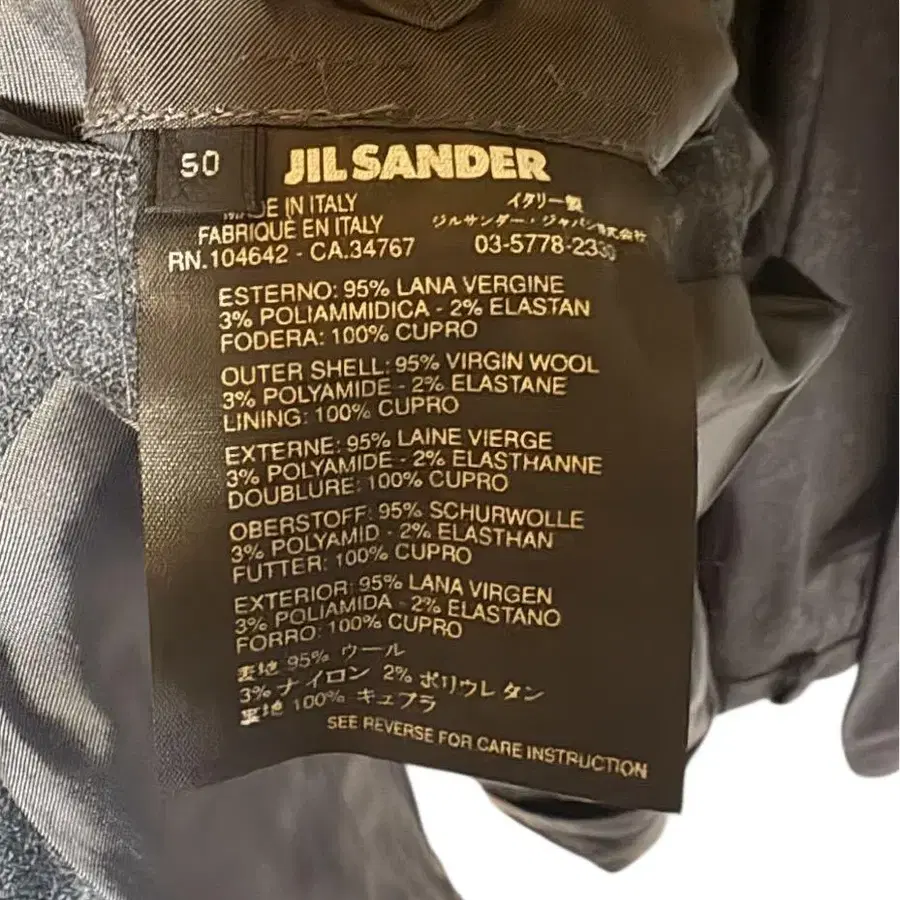 50
JIL SANDER
MADE IN ITALY
FABRIQUE EN ITALY
RN.104642 - CA.34767
イタリー製
ジルサンダー・ジャパン株式会社
03-5778-2339
ESTERNO: 95% LANA VERGINE
3% POLIAMMIDICA - 2% ELASTAN
FODERA: 100% CUPRO
OUTER SHELL: 95% VIRGIN WOOL
3% POLYAMIDE - 2% ELASTANE
LINING: 100% CUPRO
EXTERNE: 95% LAINE VIERGE
3% POLYAMIDE - 2% ELASTHANNE
DOUBLURE: 100% CUPRO
OBERSTOFF: 95% SCHURWOLLE
3% POLYAMID - 2% ELASTHAN
FUTTER: 100% CUPRO
EXTERIOR: 95% LANA VIRGEN
3% POLIAMIDA - 2% ELASTANO
FORRO: 100% CUPRO
表地 95% ウール
3% ナイロン 2% ポリウレタン
裏地 100% キュプラ
SEE REVERSE FOR CARE INSTRUCTION